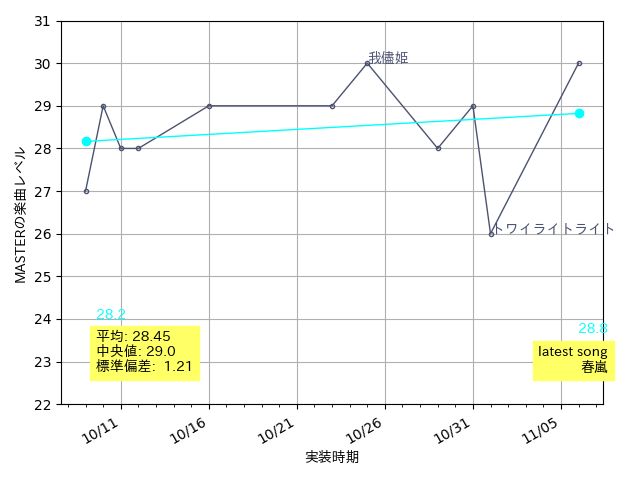 31
30
29
28
27
26
25
24
23
22
MASTERの楽曲レベル
我儘姫
トワイライトライト
28.2
28.8
平均: 28.45
中央値: 29.0
標準偏差: 1.21
latest song
春嵐
10/11
10/16
10/21
10/26
10/31
11/05
実装時期